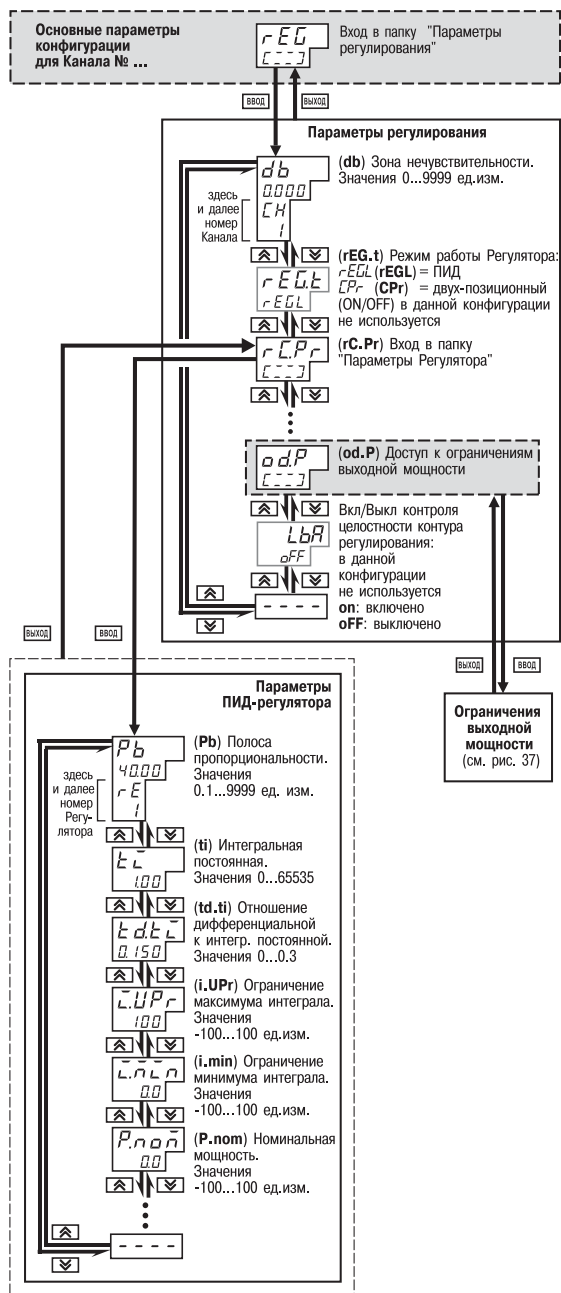 Основные параметры
конфигурации
для Канала № ...
rEG
[---]
Вход в папку "Параметры
регулирования"
ВВОД
ВЫХОД
Параметры регулирования
db
0.000
CH
1
здесь
и далее
номер
Канала
(db) Зона нечувствительности.
Значения 0...9999 ед.изм.
rEG.t
rEGL
(rEG.t) Режим работы Регулятора:
rEGL (rEGL) = ПИД
CPr (CPr) = двух-позиционный
(ON/OFF) в данной конфигурации
не используется
rC.Pr
[---]
(rC.Pr) Вход в папку
"Параметры Регулятора"
od.P
[---]
(od.P) Доступ к ограничениям
выходной мощности
LbA
oFF
Вкл/Выкл контроля
целостности контура
регулирования:
в данной
конфигурации
не используется
on: включено
oFF: выключено
- - - -
ВЫХОД
ВВОД
ВЫХОД
ВВОД
Ограничения
выходной
мощности
(см. рис. 37)
Параметры
ПИД-регулятора
Pb
40.00
rE
1
здесь
и далее
номер
Регу-
лятора
(Pb) Полоса
пропорциональности.
Значения
0.1...9999 ед. изм.
ti
1.00
(ti) Интегральная
постоянная.
Значения 0...65535
td.ti
0.150
(td.ti) Отношение
дифференциальной
к интегр. постоянной.
Значения 0...0.3
i.UPr
100
(i.UPr) Ограничение
максимума интеграла.
Значения
-100...100 ед.изм.
i.min
0.0
(i.min) Ограничение
минимума интеграла.
Значения
-100...100 ед.изм.
P.nom
0.0
(P.nom) Номинальная
мощность.
Значения
-100...100 ед.изм.
- - - -